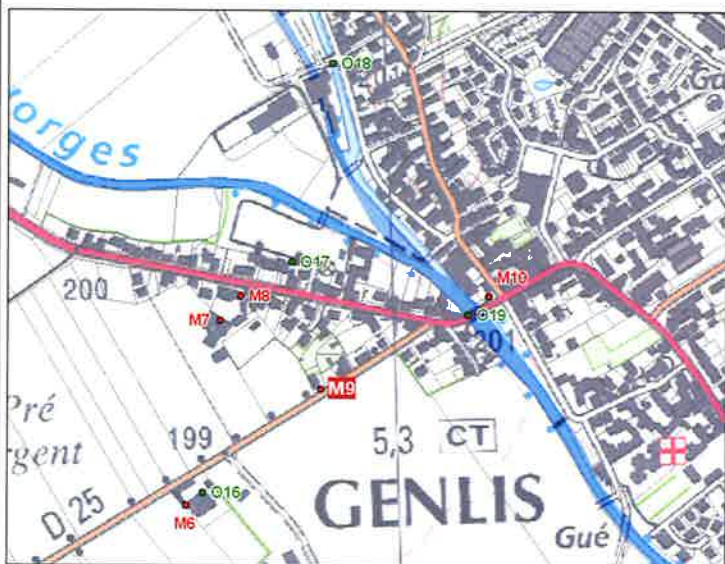 O18
orges
O17
200
M8
M10
M7
O19
201
M9
Pré
rgent
199
5,3
CT
O16
M6
GENLIS
D 25
Gué